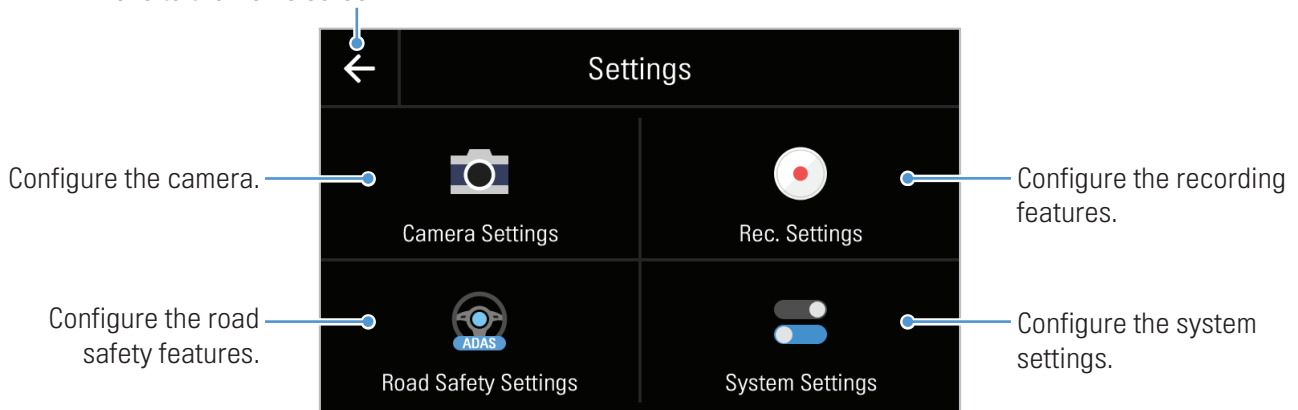 Settings
Configure the camera.
Camera Settings
Rec. Settings
Configure the recording
features.
Configure the road
safety features.
ADAS
Road Safety Settings
System Settings
Configure the system
settings.